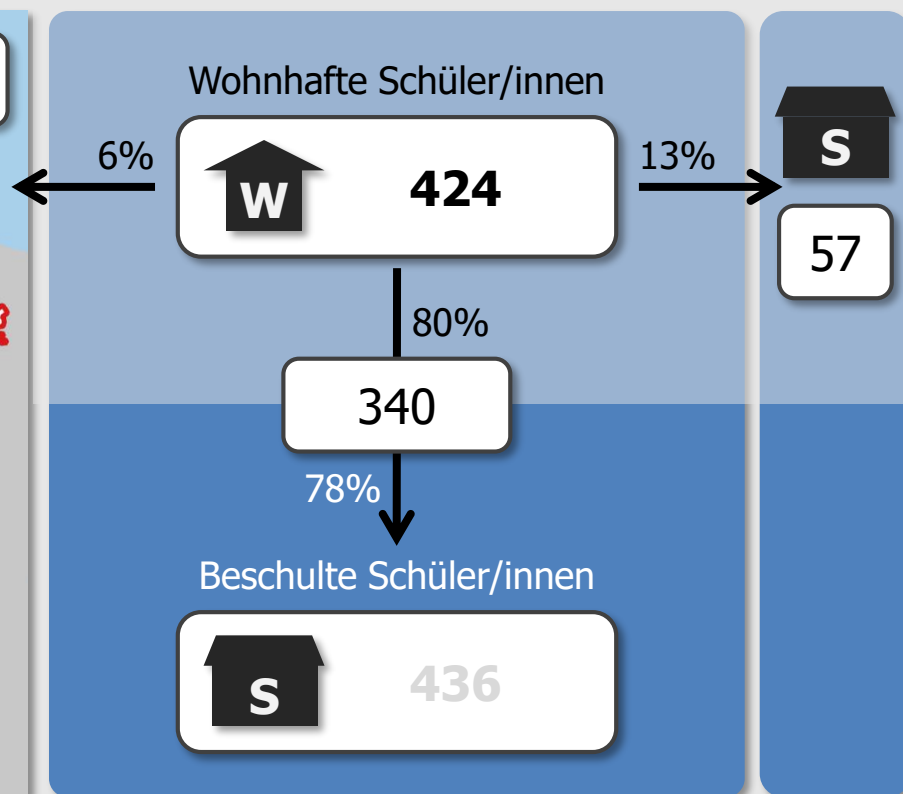 Wohnhafte Schüler/innen
6%
W
424
13%
S
57
80%
340
78%
Beschulte Schüler/innen
S
436